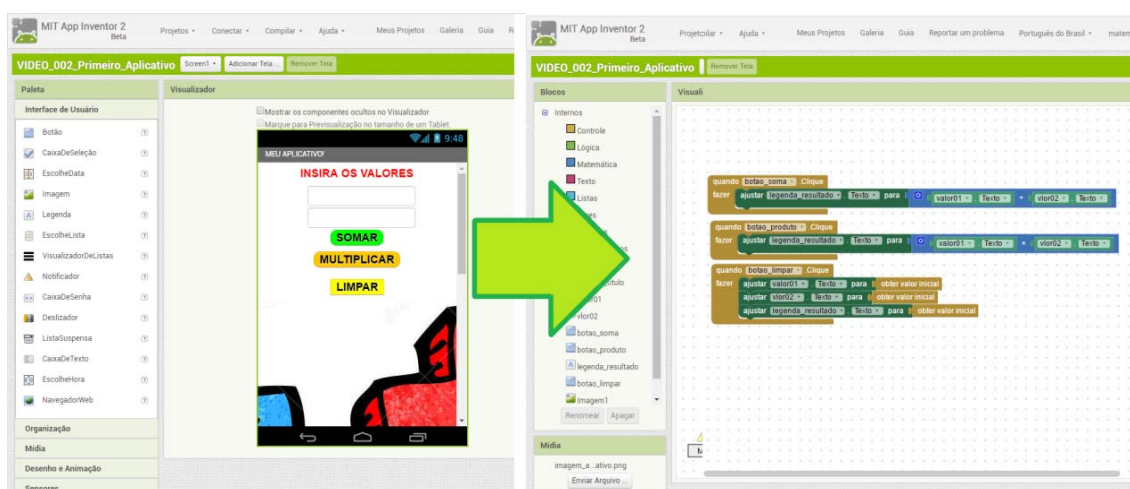 MIT App Inventor 2
Beta
Projetos Conectar Compilar Ajuda Meus Projetos Galeria Guia R
VIDEO_002_Primeiro_Aplicativo Screen1 Adicionar Tela ... Remover Tela
Paleta
Interface de Usuário
Botão
CaixaDeSeleção
EscolheData
Imagem
Legenda
EscolheLista
VisualizadorDeListas
Notificador
CaixaDeSenha
Deslizador
ListaSuspensa
CaixaDeTexto
EscolheHora
NavegadorWeb
Organização
Mídia
Desenho e Animação
Sensores
Visualizador
Mostrar os componentes ocultos no Visualizador
Marque para Previsualização no tamanho de um Tablet.
9:48
MEU APLICATIVO!
INSIRA OS VALORES
SOMAR
MULTIPLICAR
LIMPAR
MIT App Inventor 2
Beta
Projetoilar Ajuda Meus Projetos Galeria Guia Reportar um problema Português do Brasil matem
VIDEO_002_Primeiro_Aplicativo Remover Tela
Blocos
Internos
Controle
Lógica
Matemática
Texto
Listas
vlor02
botao_soma
botao_produto
legenda_resultado
botao_limpar
Imagem1
Renomear Apagar
Mídia
imagem_a...ativo.png
Enviar Arquivo ...
Visuali
quando botao_soma .Clique
fazer ajustar legenda_resultado . Texto para valor01 . Texto + vlor02 . Texto
quando botao_produto .Clique
fazer ajustar legenda_resultado . Texto para valor01 . Texto × vlor02 . Texto
quando botao_limpar .Clique
fazer ajustar valor01 . Texto para obter valor inicial
ajustar vlor02 . Texto para obter valor inicial
ajustar legenda_resultado . Texto para obter valor inicial